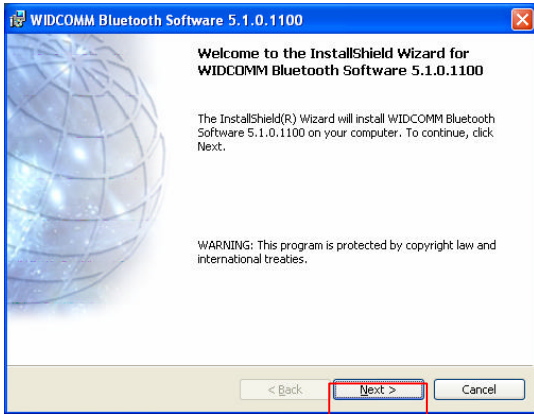 WIDCOMM Bluetooth Software 5.1.0.1100
Welcome to the InstallShield Wizard for
WIDCOMM Bluetooth Software 5.1.0.1100
The InstallShield(R) Wizard will install WIDCOMM Bluetooth
Software 5.1.0.1100 on your computer. To continue, click
Next.
WARNING: This program is protected by copyright law and
international treaties.
< Back
Next >
Cancel